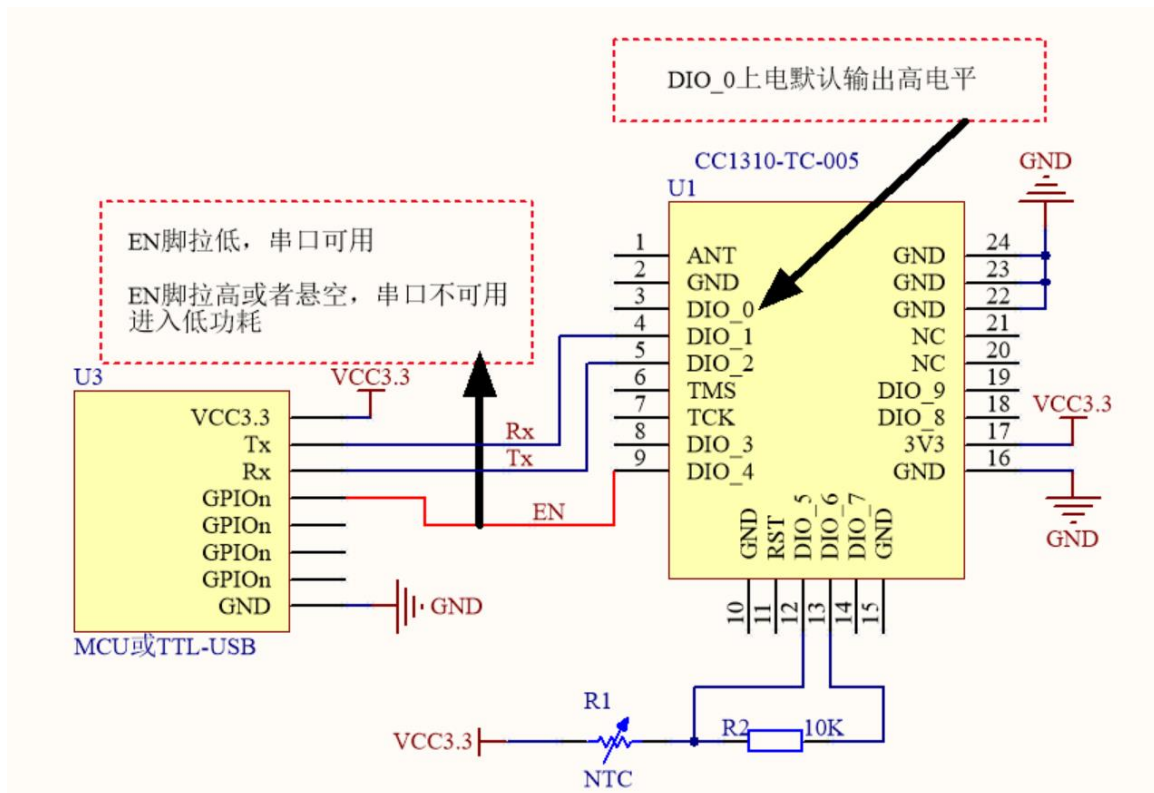 DIO_0上电默认输出高电平
CC1310-TC-005
U1
GND
EN脚拉低，串口可用
EN脚拉高或者悬空，串口不可用
进入低功耗
1 ANT
2 GND
3 DIO_0
4 DIO_1
5 DIO_2
6 TMS
7 TCK
8 DIO_3
9 DIO_4
GND 24
GND 23
GND 22
NC 21
NC 20
DIO_9 19
DIO_8 18
3V3 17
GND 16
VCC3.3
GND
GND 10
RST 11
DIO_5 12
DIO_6 13
DIO_7 14
GND 15
U3
VCC3.3
VCC3.3
Tx
Rx
GPIOn
GPIOn
GPIOn
GPIOn
GND
Rx
Tx
EN
GND
MCU或TTL-USB
R1
VCC3.3
NTC
R2 10K